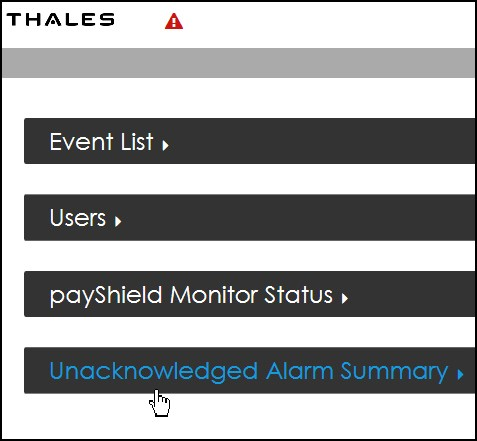 THALES
Event List
Users
payShield Monitor Status
Unacknowledged Alarm Summary